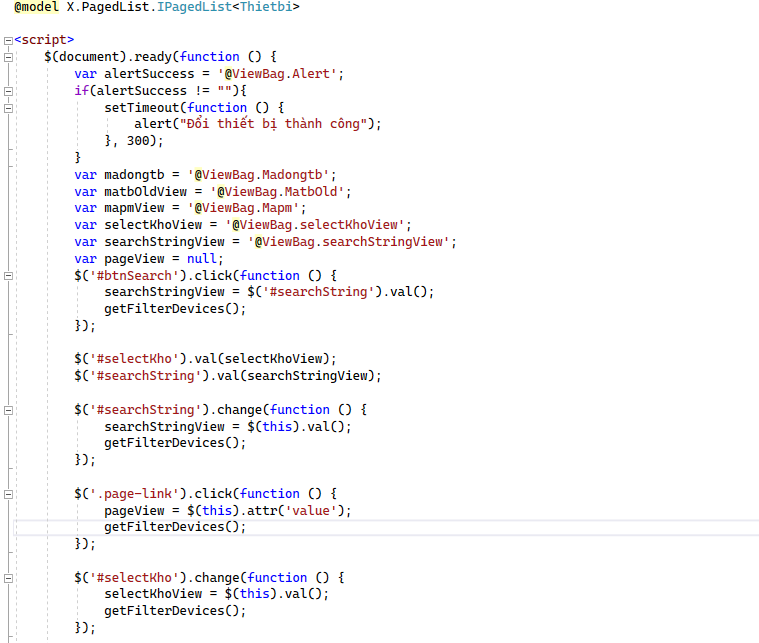 @model X.PagedList.IPagedList<Thietbi>
<script>
$(document).ready(function () {
var alertSuccess = '@ViewBag.Alert';
if(alertSuccess != ""){
setTimeout(function () {
alert("Đổi thiết bị thành công");
}, 300);
}
var madongtb = '@ViewBag.Madongtb';
var matbOldView = '@ViewBag.MatbOld';
var mapmView = '@ViewBag.Mapm';
var selectKhoView = '@ViewBag.selectKhoView';
var searchStringView = '@ViewBag.searchStringView';
var pageView = null;
$('#btnSearch').click(function () {
searchStringView = $('#searchString').val();
getFilterDevices();
});
$('#selectKho').val(selectKhoView);
$('#searchString').val(searchStringView);
$('#searchString').change(function () {
searchStringView = $(this).val();
getFilterDevices();
});
$('.page-link').click(function () {
pageView = $(this).attr('value');
getFilterDevices();
});
$('#selectKho').change(function () {
selectKhoView = $(this).val();
getFilterDevices();
});